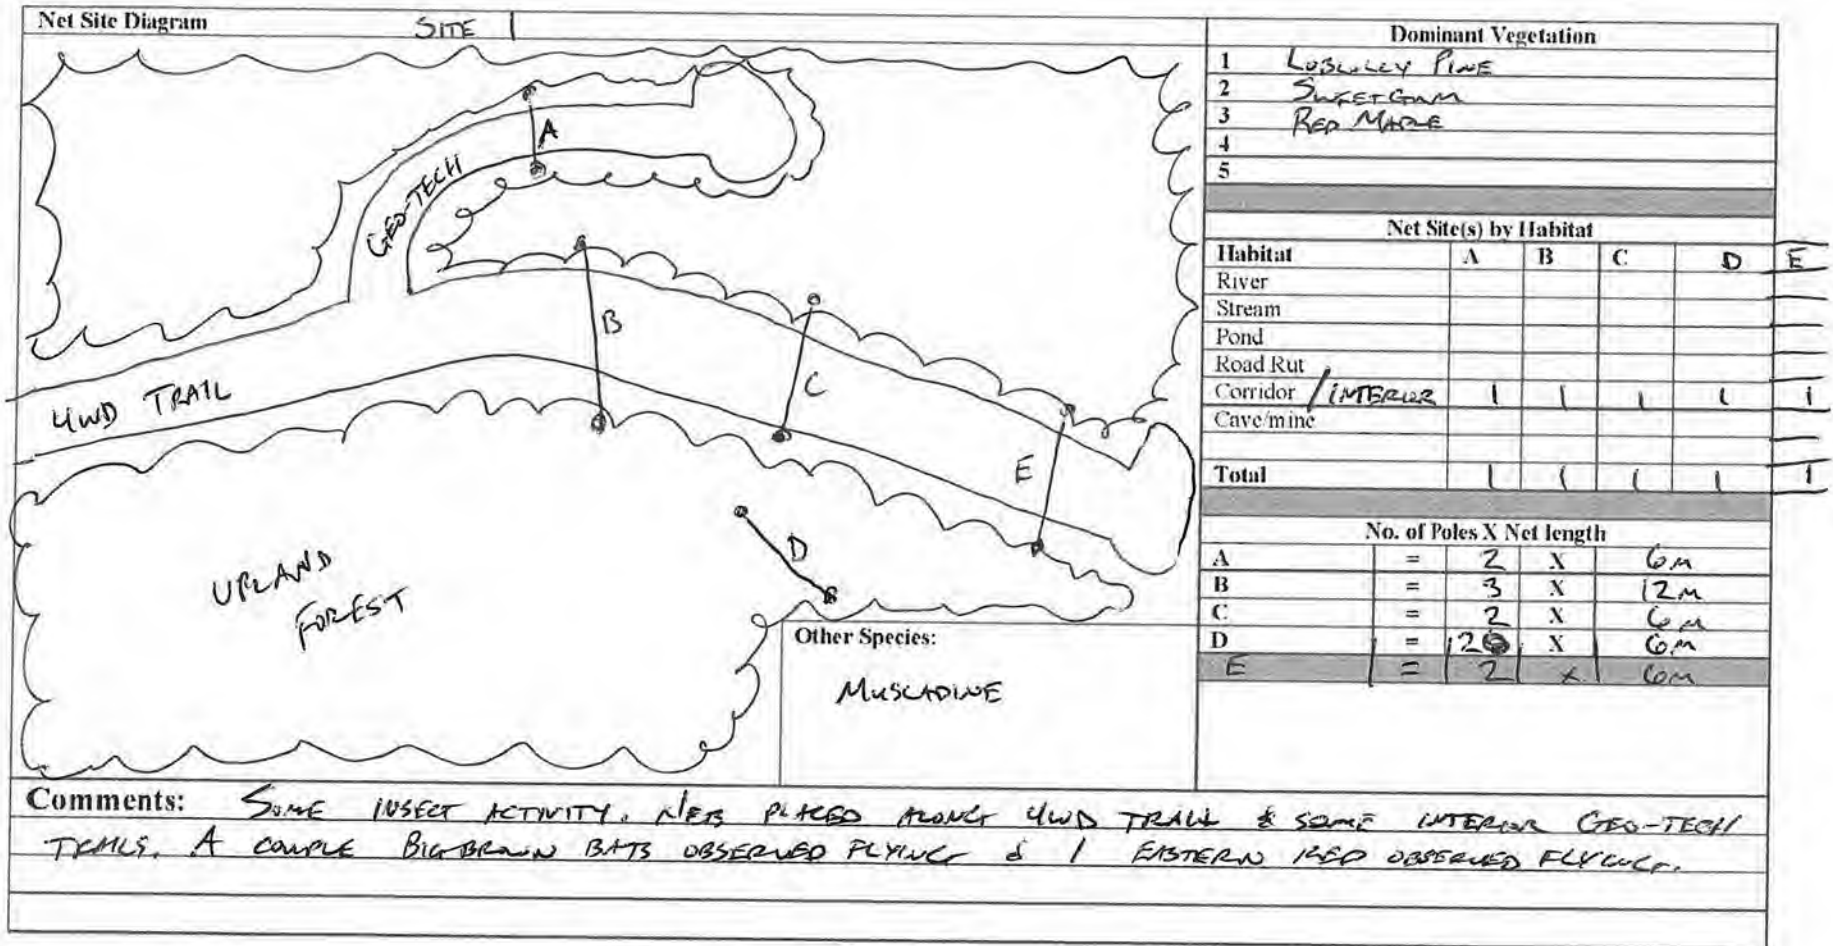 Net Site Diagram SITE 1
A
GEO-TECH
B
C
4WD TRAIL
E
D
UPLAND
FOREST
Other Species:
MUSCADINE
Dominant Vegetation
1 LOBLOLLY PINE
2 SWEETGUM
3 RED MAPLE
4
5
Net Site(s) by Habitat
Habitat A B C D E
River
Stream
Pond
Road Rut
Corridor / INTERIOR 1 1 1 1 1
Cave/mine
Total 1 1 1 1 1
No. of Poles X Net length
A = 2 X 6m
B = 3 X 12m
C = 2 X 6m
D = 2 X 6m
E = 2 x 6m
Comments: SOME INSECT ACTIVITY. NETS PLACED ALONG 4WD TRAIL & SOME INTERIOR GEO-TECH
TRAILS. A COUPLE BIG BROWN BATS OBSERVED FLYING & 1 EASTERN RED OBSERVED FLYING.